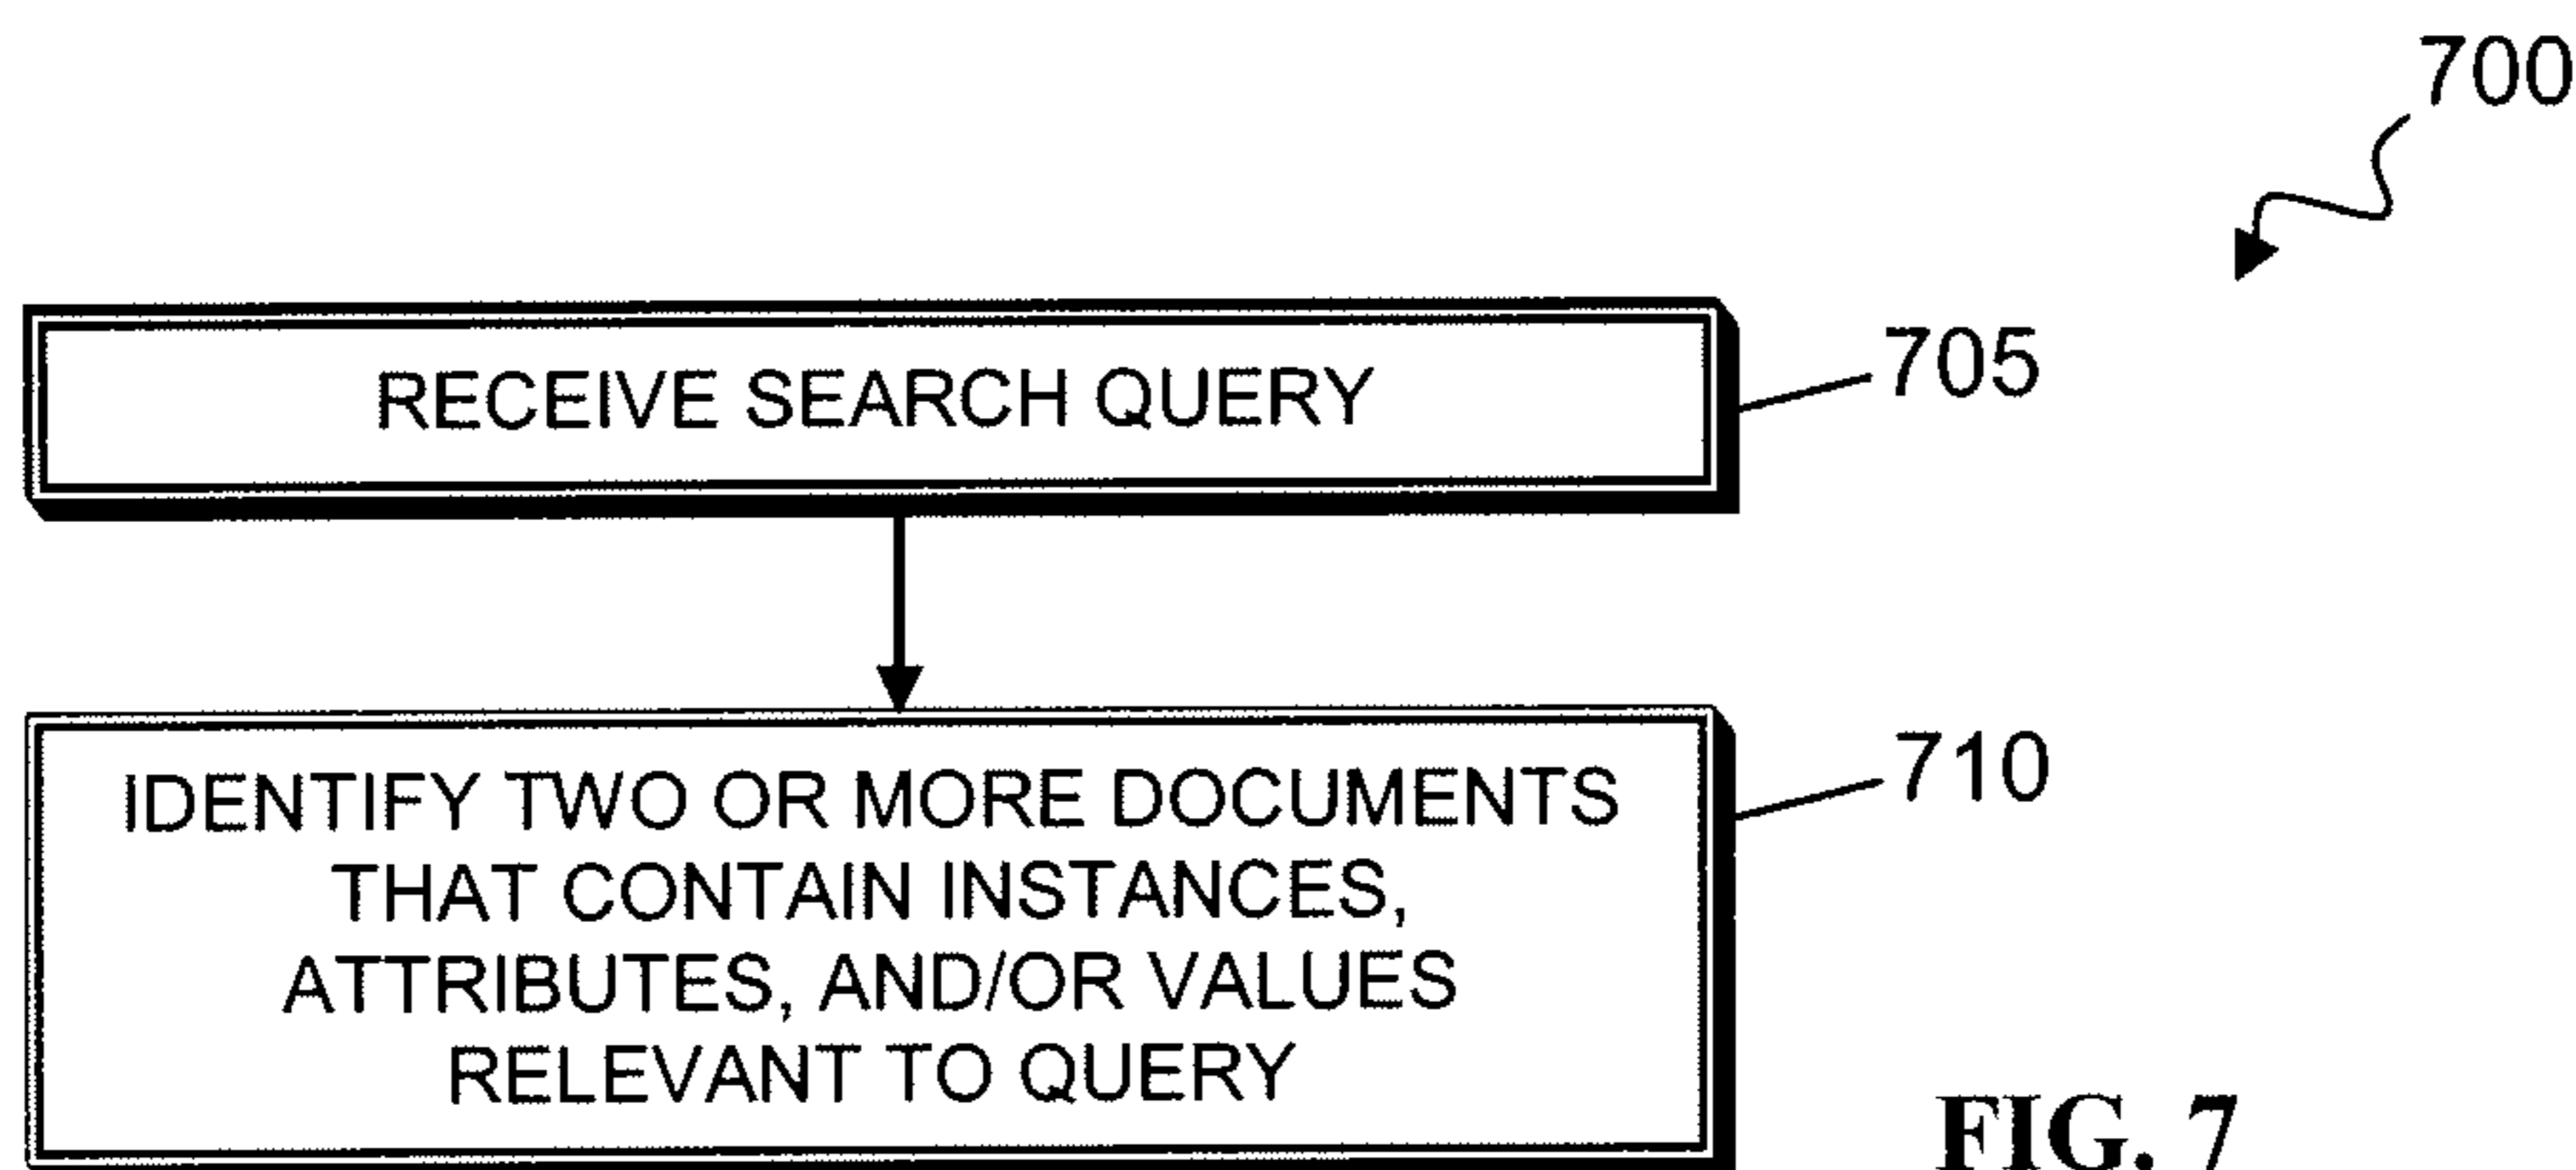 700
RECEIVE SEARCH QUERY
705
IDENTIFY TWO OR MORE DOCUMENTS
THAT CONTAIN INSTANCES,
ATTRIBUTES, AND/OR VALUES
RELEVANT TO QUERY
710
FIG. 7